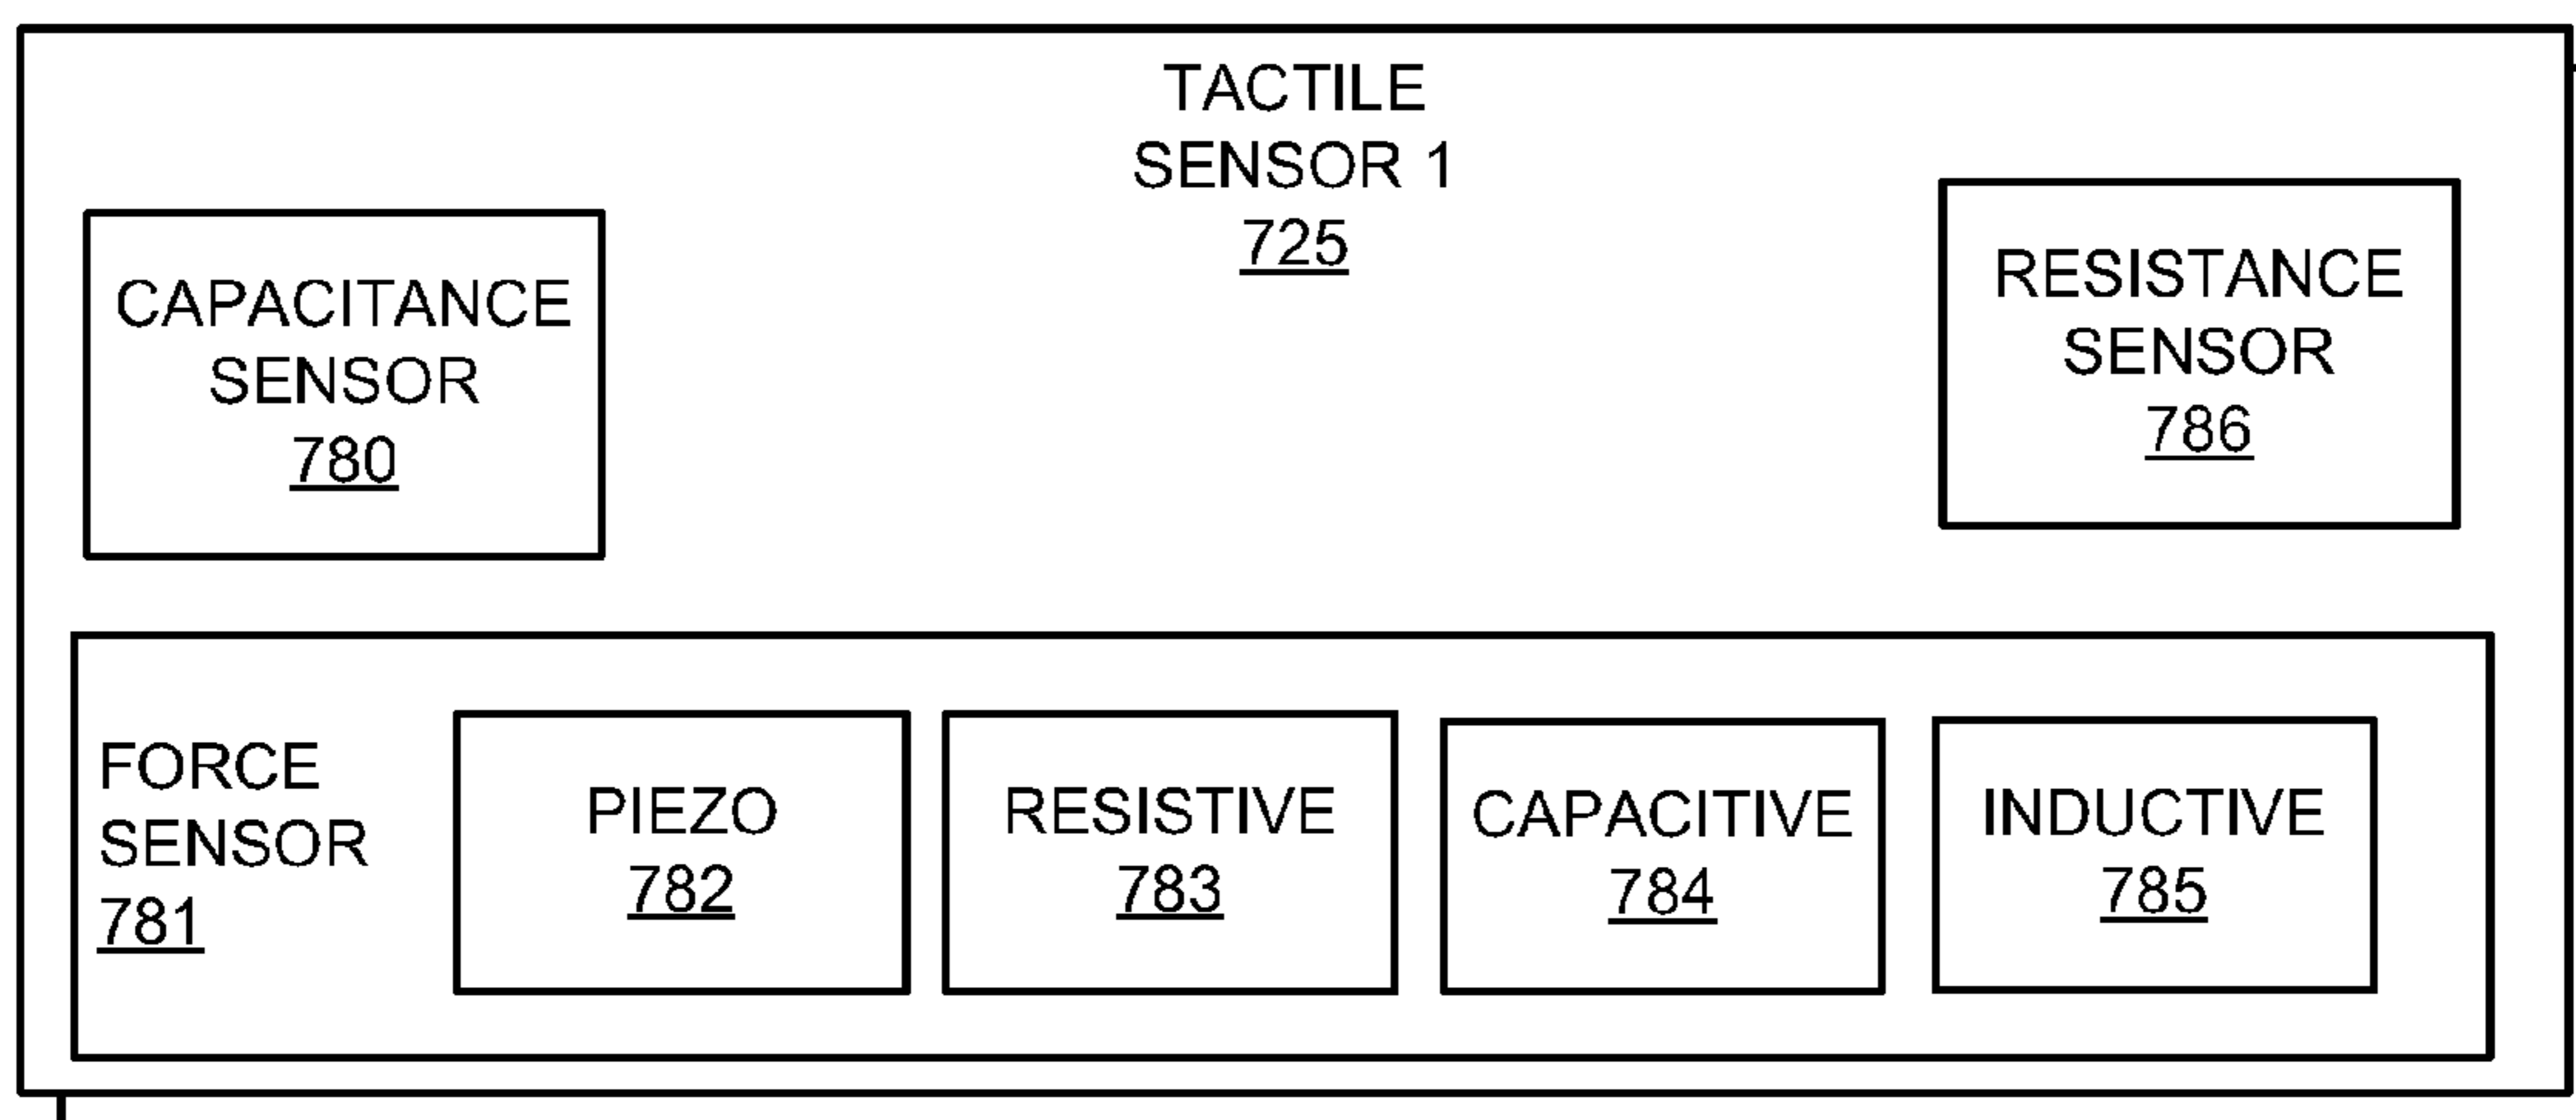 TACTILE
SENSOR 1
725
CAPACITANCE
SENSOR
780
RESISTANCE
SENSOR
786
FORCE
SENSOR
781
PIEZO
782
RESISTIVE
783
CAPACITIVE
784
INDUCTIVE
785